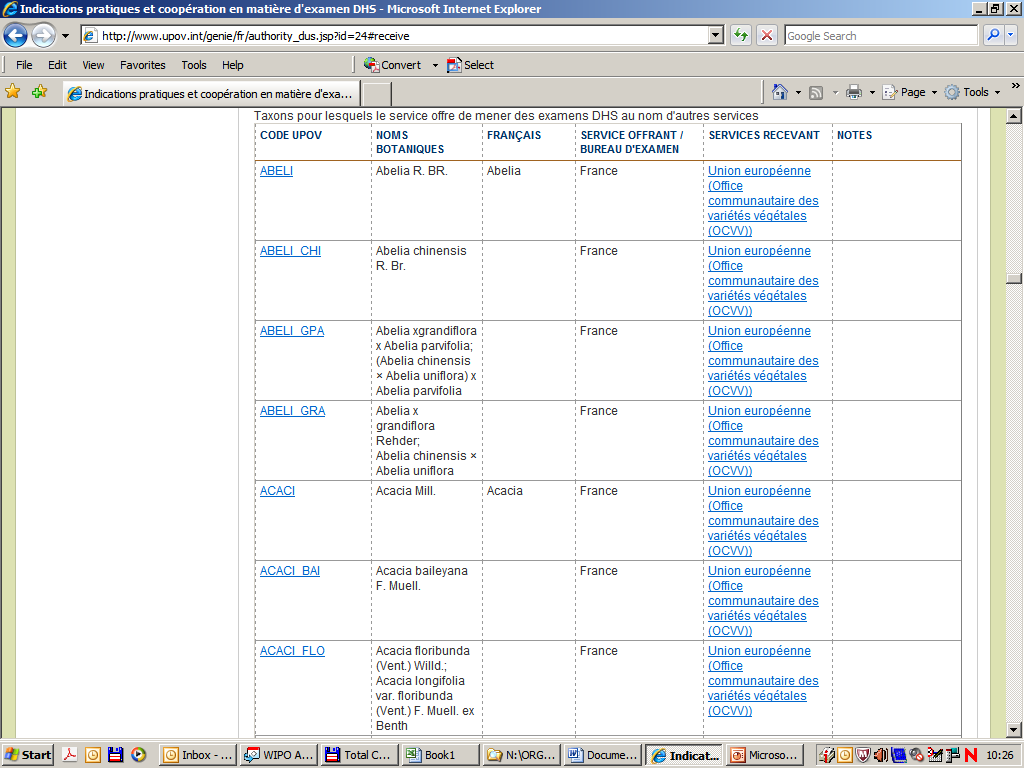 Indications pratiques et coopération en matière d'examen DHS - Microsoft Internet Explorer
http://www.upov.int/genie/fr/authority_dus.jsp?id=24#receive
Google Search
File Edit View Favorites Tools Help
Convert Select
Indications pratiques et coopération en matière d'exa...
Page Tools »
Taxons pour lesquels le service offre de mener des examens DHS au nom d'autres services
CODE UPOV
NOMS
BOTANIQUES
FRANÇAIS
SERVICE OFFRANT /
BUREAU D'EXAMEN
SERVICES RECEVANT
NOTES
ABELI
Abelia R. BR.
Abelia
France
Union européenne
(Office
communautaire des
variétés végétales
(OCVV))
ABELI_CHI
Abelia chinensis
R. Br.
France
Union européenne
(Office
communautaire des
variétés végétales
(OCVV))
ABELI_GPA
Abelia xgrandiflora
x Abelia parvifolia;
(Abelia chinensis
× Abelia uniflora) x
Abelia parvifolia
France
Union européenne
(Office
communautaire des
variétés végétales
(OCVV))
ABELI_GRA
Abelia x
grandiflora
Rehder;
Abelia chinensis ×
Abelia uniflora
France
Union européenne
(Office
communautaire des
variétés végétales
(OCVV))
ACACI
Acacia Mill.
Acacia
France
Union européenne
(Office
communautaire des
variétés végétales
(OCVV))
ACACI_BAI
Acacia baileyana
F. Muell.
France
Union européenne
(Office
communautaire des
variétés végétales
(OCVV))
ACACI_FLO
Acacia floribunda
(Vent.) Willd.;
Acacia longifolia
var. floribunda
(Vent.) F. Muell. ex
Benth
France
Union européenne
(Office
communautaire des
variétés végétales
(OCVV))
Start Inbox - ... WIPO A... Total C... Book1 N:\ORG... Docume... Indicat... Microso... 10:26